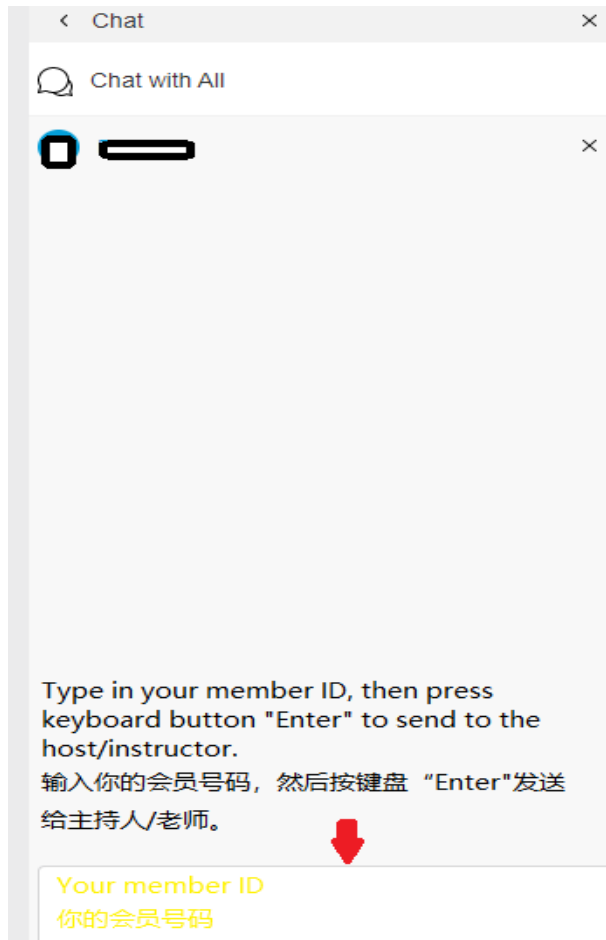 Chat
Chat with All
Type in your member ID, then press
keyboard button "Enter" to send to the
host/instructor.
输入你的会员号码，然后按键盘“Enter"发送
给主持人/老师。
Your member ID
你的会员号码